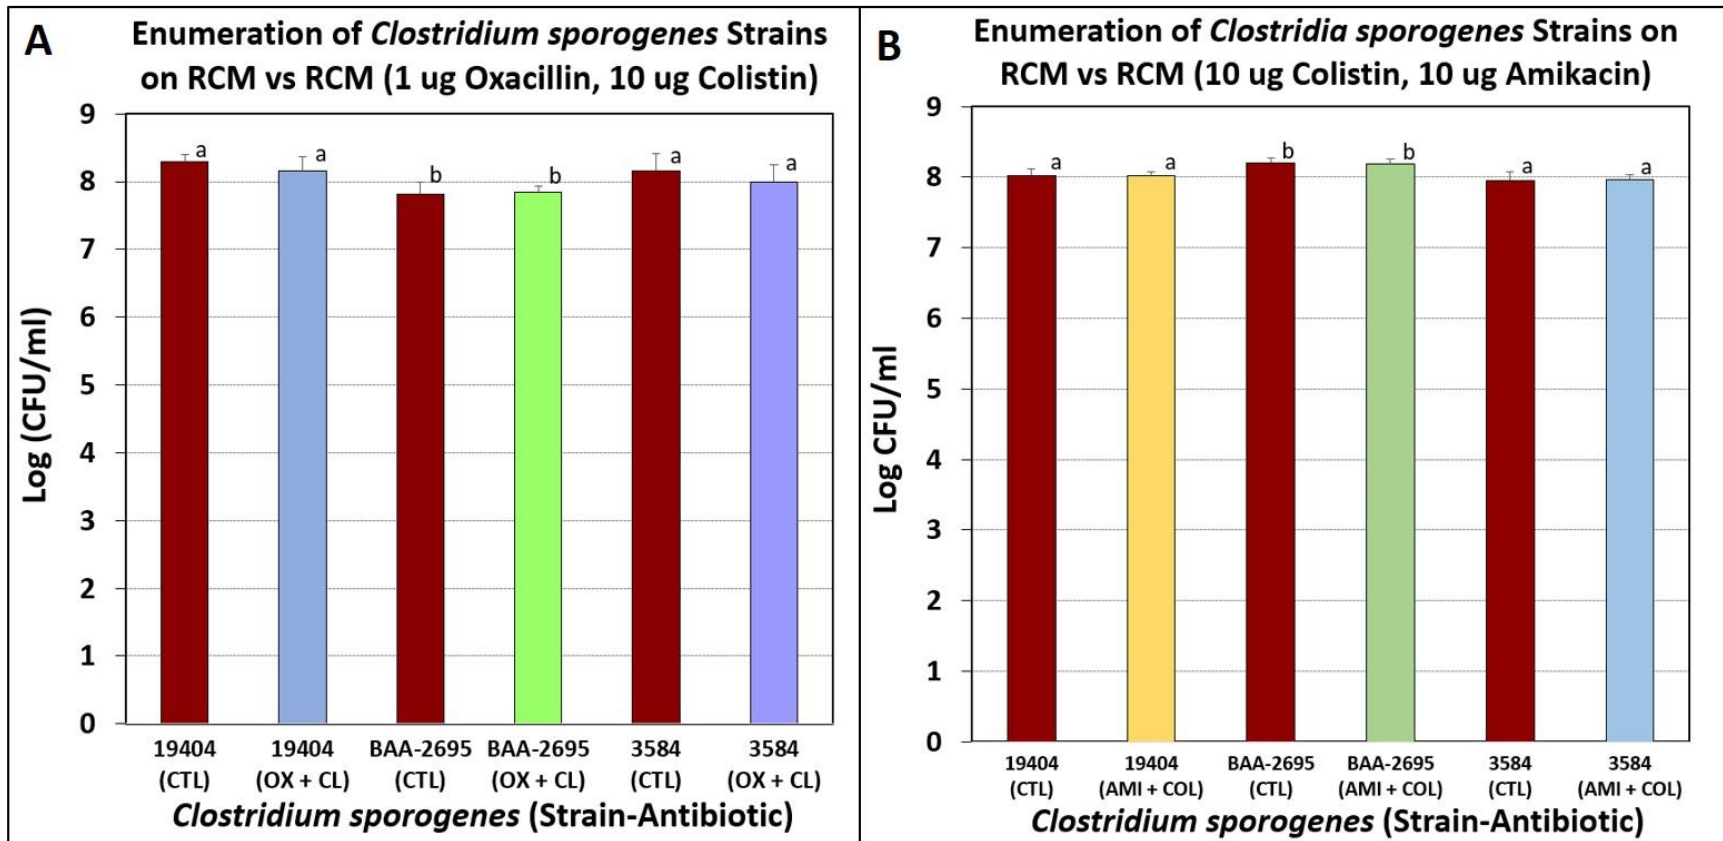 A
Enumeration of Clostridium sporogenes Strains
on RCM vs RCM (1 ug Oxacillin, 10 ug Colistin)
Log (CFU/ml)
9
8
7
6
5
4
3
2
1
0
a
a
b
b
a
a
19404 (CTL)
19404 (OX + CL)
BAA-2695 (CTL)
BAA-2695 (OX + CL)
3584 (CTL)
3584 (OX + CL)
Clostridium sporogenes (Strain-Antibiotic)
B
Enumeration of Clostridia sporogenes Strains on
RCM vs RCM (10 ug Colistin, 10 ug Amikacin)
Log CFU/ml
9
8
7
6
5
4
3
2
1
0
a
a
b
b
a
a
19404 (CTL)
19404 (AMI + COL)
BAA-2695 (CTL)
BAA-2695 (AMI + COL)
3584 (CTL)
3584 (AMI + COL)
Clostridium sporogenes (Strain-Antibiotic)